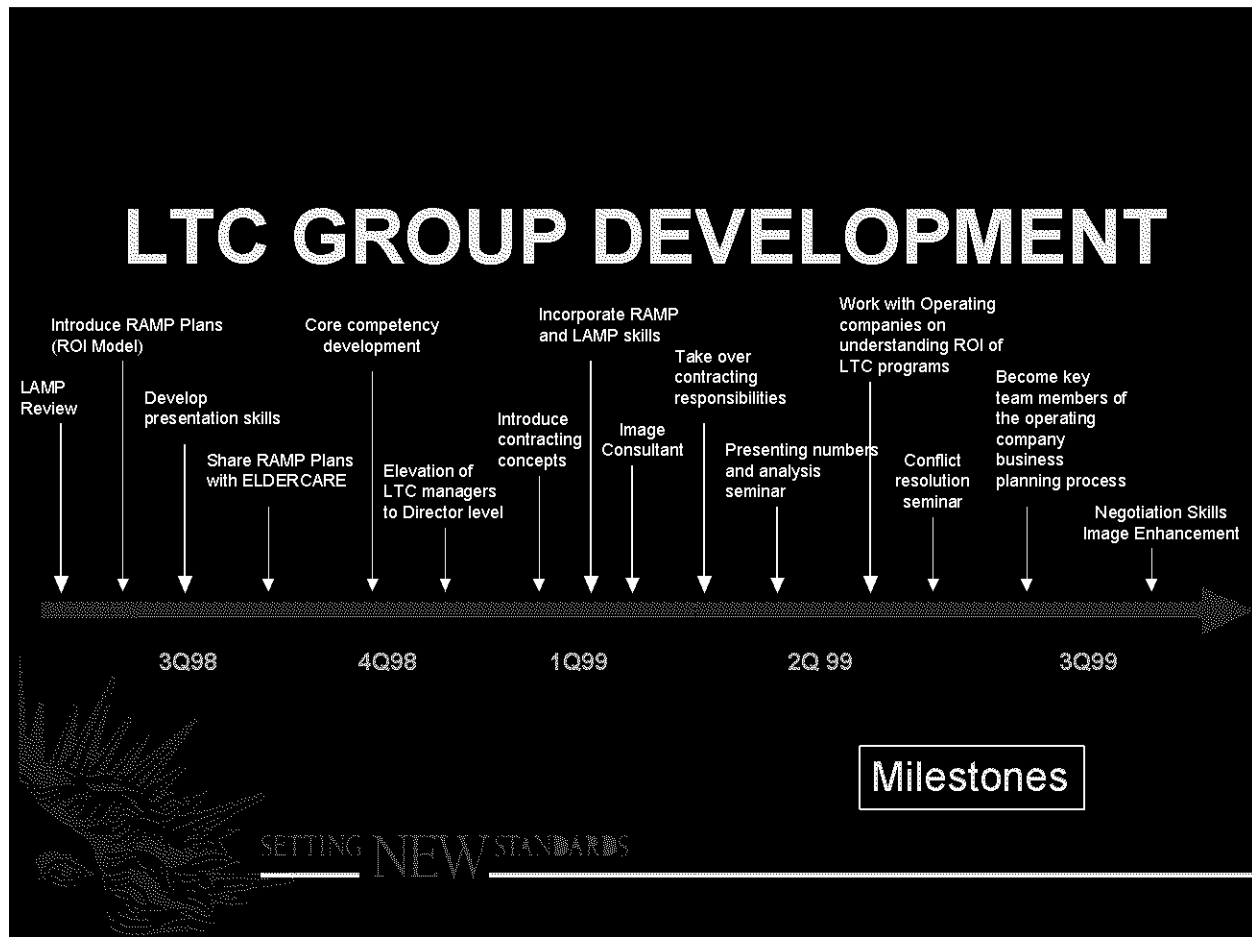 LTC GROUP DEVELOPMENT
LAMP
Review
Introduce RAMP Plans
(ROI Model)
Develop
presentation skills
Share RAMP Plans
with ELDERCARE
Core competency
development
Elevation of
LTC managers
to Director level
Introduce
contracting
concepts
Incorporate RAMP
and LAMP skills
Image
Consultant
Take over
contracting
responsibilities
Presenting numbers
and analysis
seminar
Work with Operating
companies on
understanding ROI of
LTC programs
Conflict
resolution
seminar
Become key
team members of
the operating
company
business
planning process
Negotiation Skills
Image Enhancement
3Q98
4Q98
1Q99
2Q 99
3Q99
Milestones
SETTING NEW STANDARDS